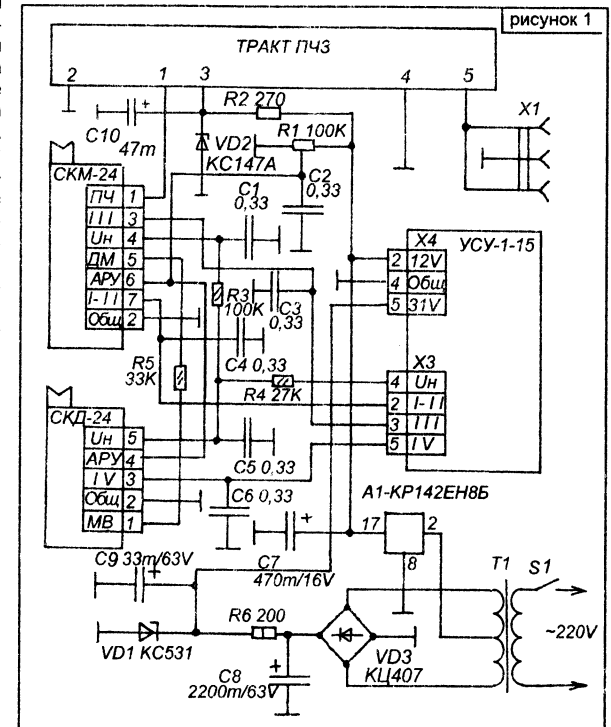 рисунок 1
ТРАКТ ПЧЗ
2 1 3 4 5
R2 270
C10
47m
R1 100K
VD2
KC147A
X1
СКМ-24
ПЧ 1
III 3
Uн 4
ДМ 5
АРУ 6
I-II 7
Общ 2
C1
0,33
C2
0,33
R3
100K
C3
0,33
C4 0,33
R5
33K
R4 27K
X4
УСУ-1-15
2 12V
4 Общ
5 31V
X3
4 Uн
2 I-II
3 III
5 IV
СКД-24
Uн 5
АРУ 4
IV 3
Общ 2
МВ 1
C5 0,33
C6 0,33
A1-КР142ЕН8Б
17 2
8
C9 33m/63V
C7
470m/16V
T1
S1
~220V
VD1 KC531
R6 200
C8
2200m/63V
VD3
КЦ407